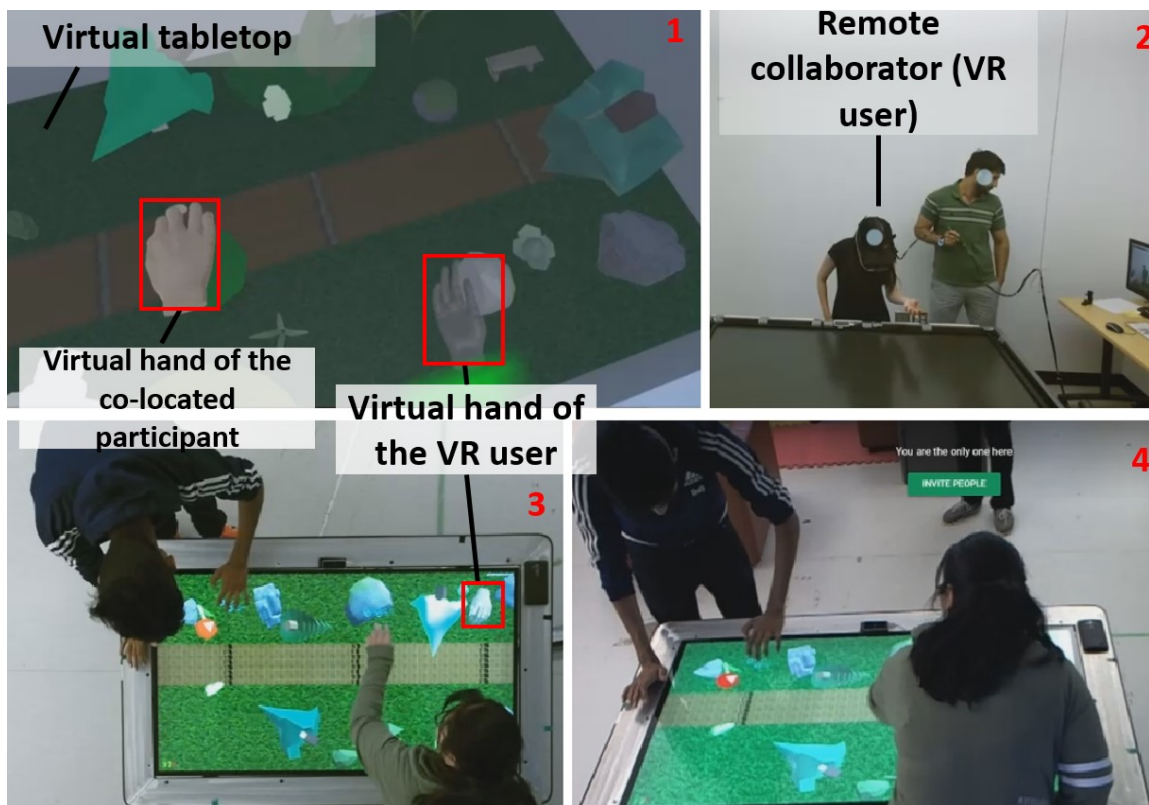 Virtual tabletop
1
Remote
collaborator (VR
user)
2
Virtual hand of the
co-located
participant
Virtual hand of
the VR user
3
You are the only one here
INVITE PEOPLE
4